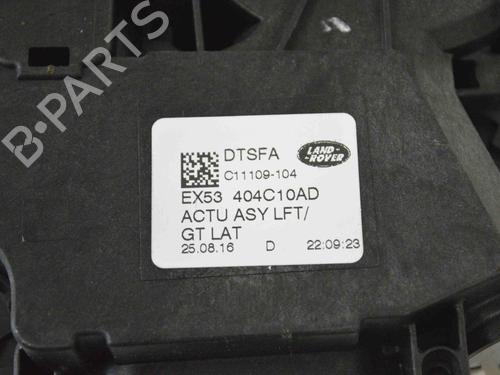 B-PARTS
DTSFA
LAND-
ROVER
C11109-104
EX53 404C10AD
ACTU ASY LFT/
GT LAT
25.08.16 D 22:09:23